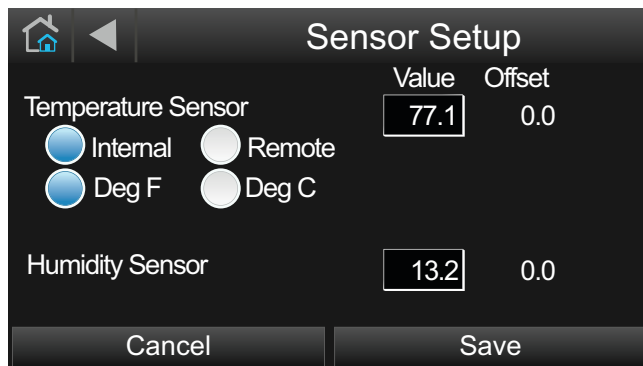 Sensor Setup
Value Offset
Temperature Sensor 77.1 0.0
Internal Remote
Deg F Deg C
Humidity Sensor 13.2 0.0
Cancel Save